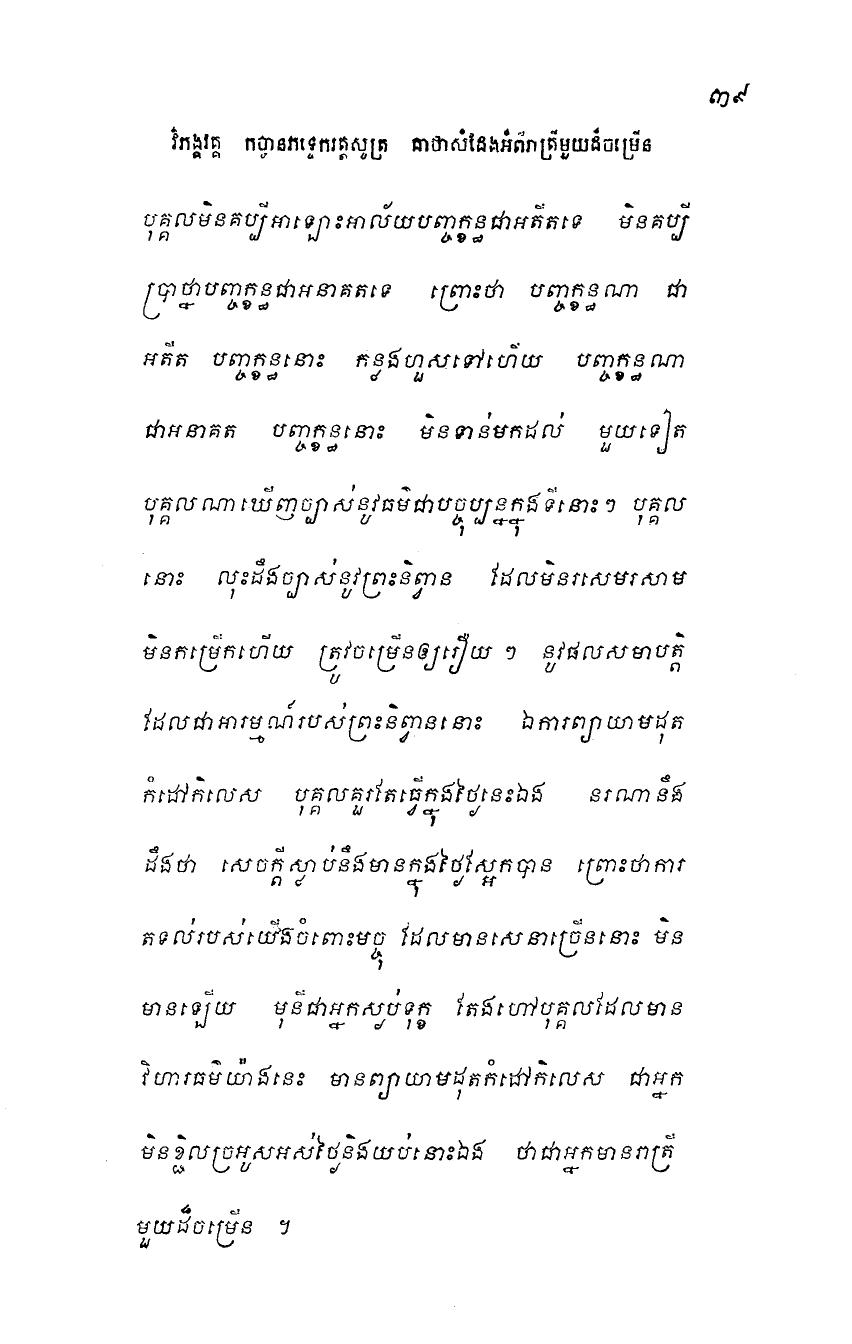 ៣៩
វិភង្គវគ្គ កច្ចានភទ្ទេករត្តសូត្រ គាថាសំដែងអំពីរាត្រីមួយដ៏ចម្រើន
បុគ្គលមិនគប្បីអាឡោះអាល័យបញ្ចក្ខន្ធជាអតីតទេ មិនគប្បី
ប្រាថ្នាបញ្ចក្ខន្ធជាអនាគតទេ ព្រោះថា បញ្ចក្ខន្ធណា ជា
អតីត បញ្ចក្ខន្ធនោះ កន្លងហួសទៅហើយ បញ្ចក្ខន្ធណា
ជាអនាគត បញ្ចក្ខន្ធនោះ មិនទាន់មកដល់ មួយទៀត
បុគ្គលណាឃើញច្បាស់នូវធម៌ជាបច្ចុប្បន្នក្នុងទីនោះៗ បុគ្គល
នោះ លុះដឹងច្បាស់នូវព្រះនិព្វាន ដែលមិនរសេមរសាម
មិនកម្រើកហើយ ត្រូវចម្រើនឲ្យរឿយ ៗ នូវផលសមាបត្តិ
ដែលជាអារម្មណ៍របស់ព្រះនិព្វាននោះ ឯការព្យាយាមដុត
កំដៅកិលេស បុគ្គលគួរតែធ្វើក្នុងថ្ងៃនេះឯង នរណានឹង
ដឹងថា សេចក្តីស្លាប់នឹងមានក្នុងថ្ងៃស្អែកបាន ព្រោះថាការ
តទល់របស់យើងចំពោះមច្ចុ ដែលមានសេនាច្រើននោះ មិន
មានឡើយ មុនីជាអ្នកស្ងប់ទុក្ខ តែងហៅបុគ្គលដែលមាន
វិហារធម៌យ៉ាងនេះ មានព្យាយាមដុតកំដៅកិលេស ជាអ្នក
មិនខ្ជិលច្រអូសអស់ថ្ងៃនិងយប់នោះឯង ថាជាអ្នកមានរាត្រី
មួយដ៏ចម្រើន ។